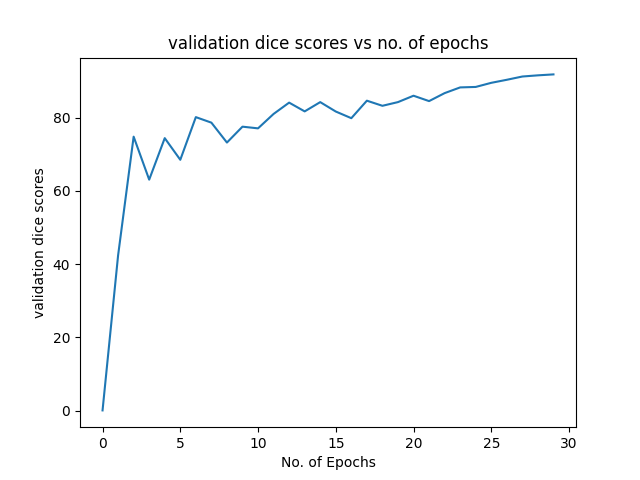 validation dice scores vs no. of epochs
validation dice scores
80
60
40
20
0
0 5 10 15 20 25 30
No. of Epochs